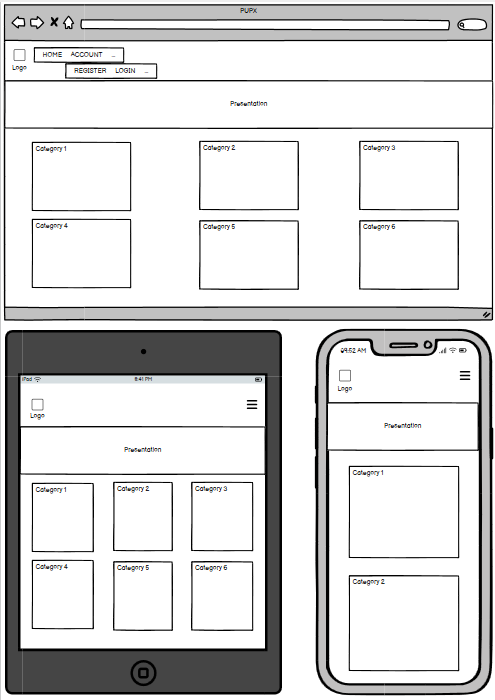 PUPX
HOME ACCOUNT ...
Logo
REGISTER LOGIN ...
Presentation
Category 1
Category 2
Category 3
Category 4
Category 5
Category 6
iPad 8:41 PM
Logo
Presentation
Category 1
Category 2
Category 3
Category 4
Category 5
Category 6
09:52 AM
Logo
Presentation
Category 1
Category 2